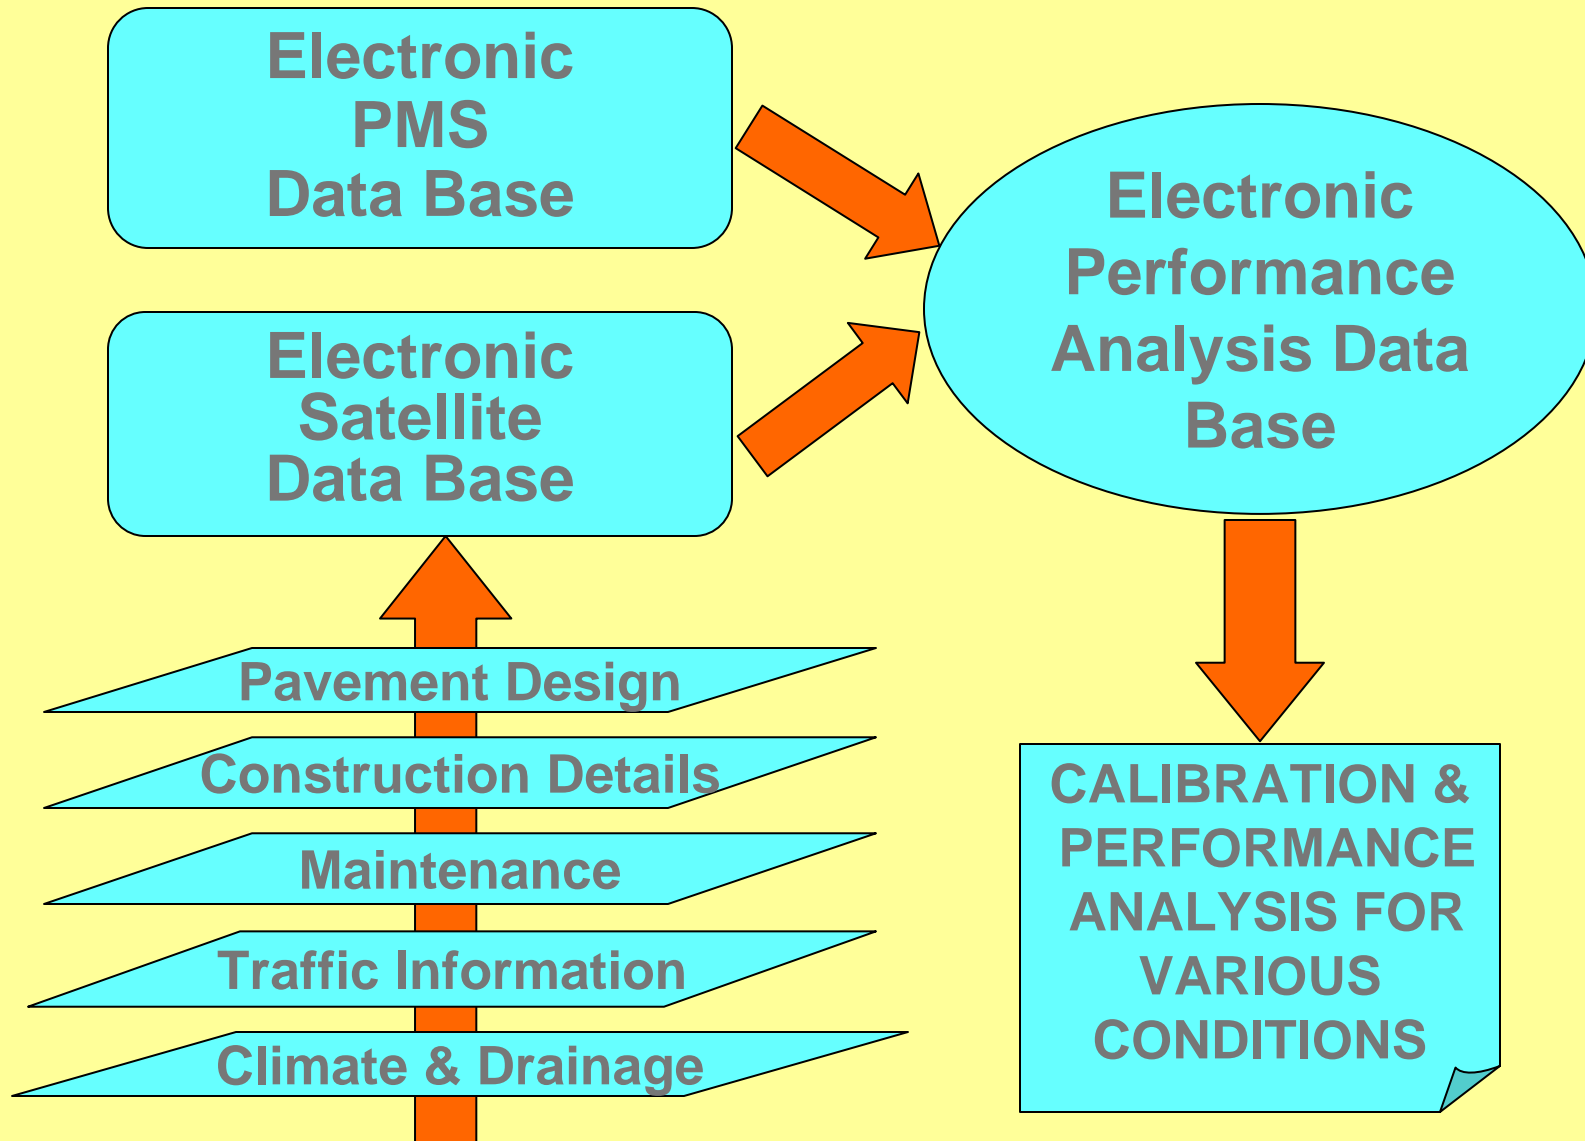 Electronic
PMS
Data Base
Electronic
Satellite
Data Base
Electronic
Performance
Analysis Data
Base
Pavement Design
Construction Details
Maintenance
Traffic Information
Climate & Drainage
CALIBRATION &
PERFORMANCE
ANALYSIS FOR
VARIOUS
CONDITIONS